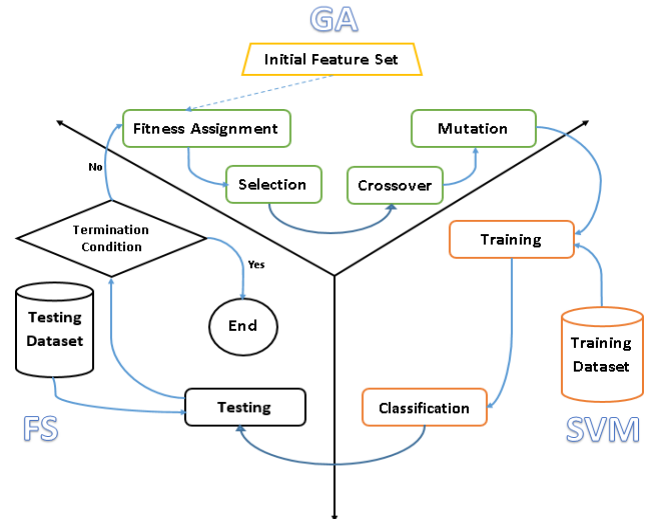 GA
Initial Feature Set
Fitness Assignment
Mutation
No
Selection
Crossover
Termination
Condition
Training
Yes
Testing
Dataset
End
Training
Dataset
Testing
Classification
FS
SVM